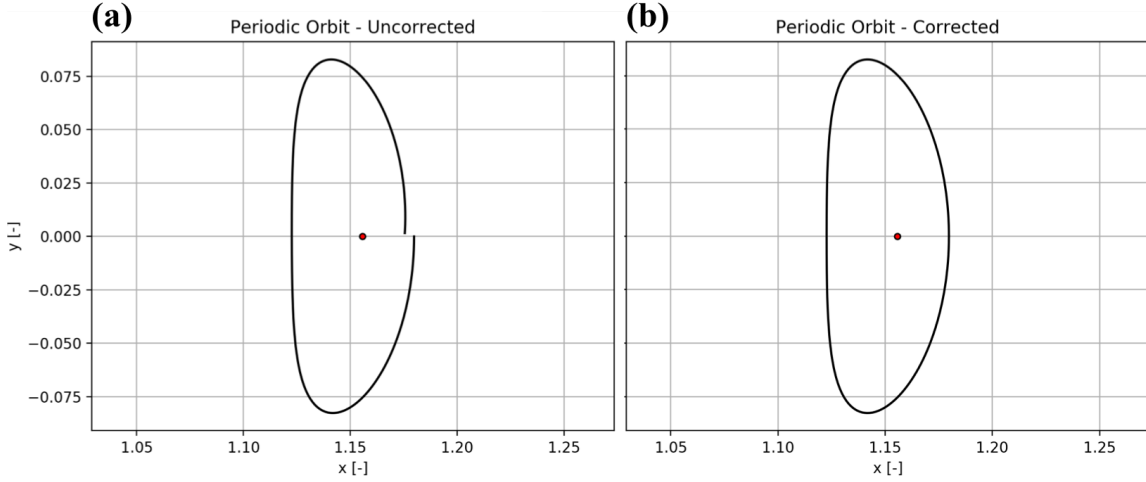 (a)
Periodic Orbit - Uncorrected
0.075
0.050
0.025
0.000
−0.025
−0.050
−0.075
y [-]
1.05 1.10 1.15 1.20 1.25
x [-]
(b)
Periodic Orbit - Corrected
1.05 1.10 1.15 1.20 1.25
x [-]